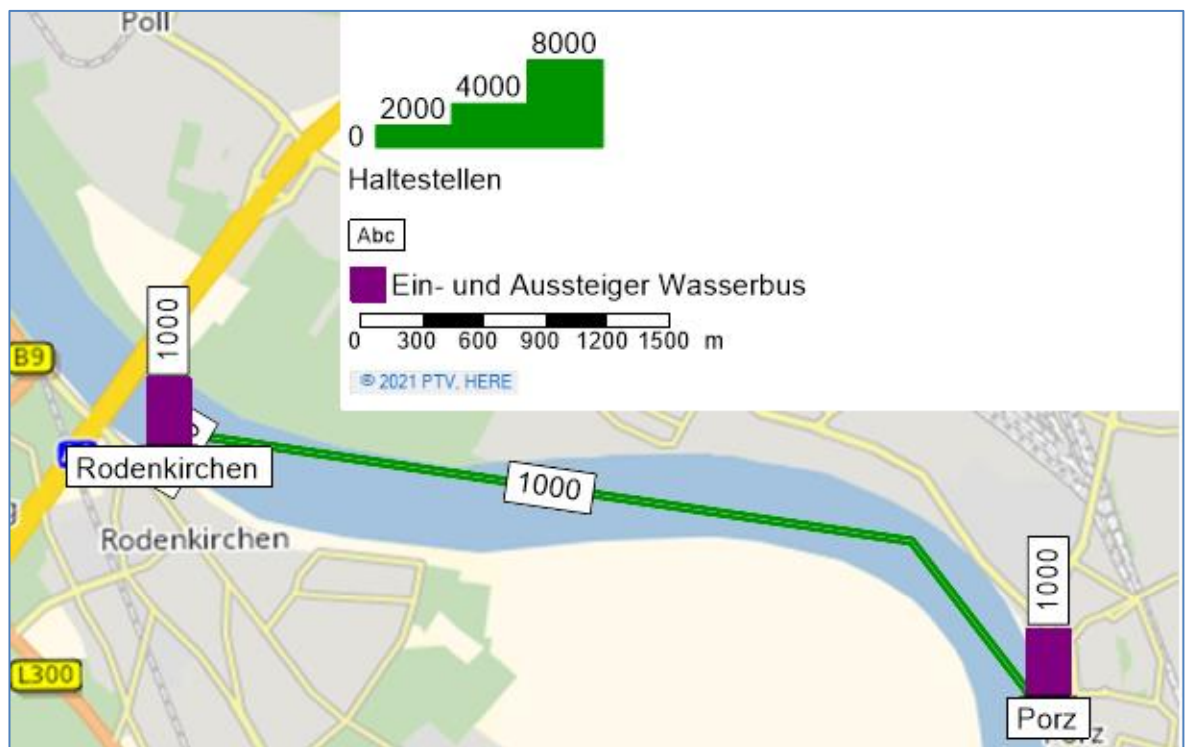 Poll
8000
4000
2000
0
Haltestellen
Abc
Ein- und Aussteiger Wasserbus
0 300 600 900 1200 1500 m
© 2021 PTV, HERE
B9
1000
Rodenkirchen
1000
Rodenkirchen
1000
L300
Porz
Porz